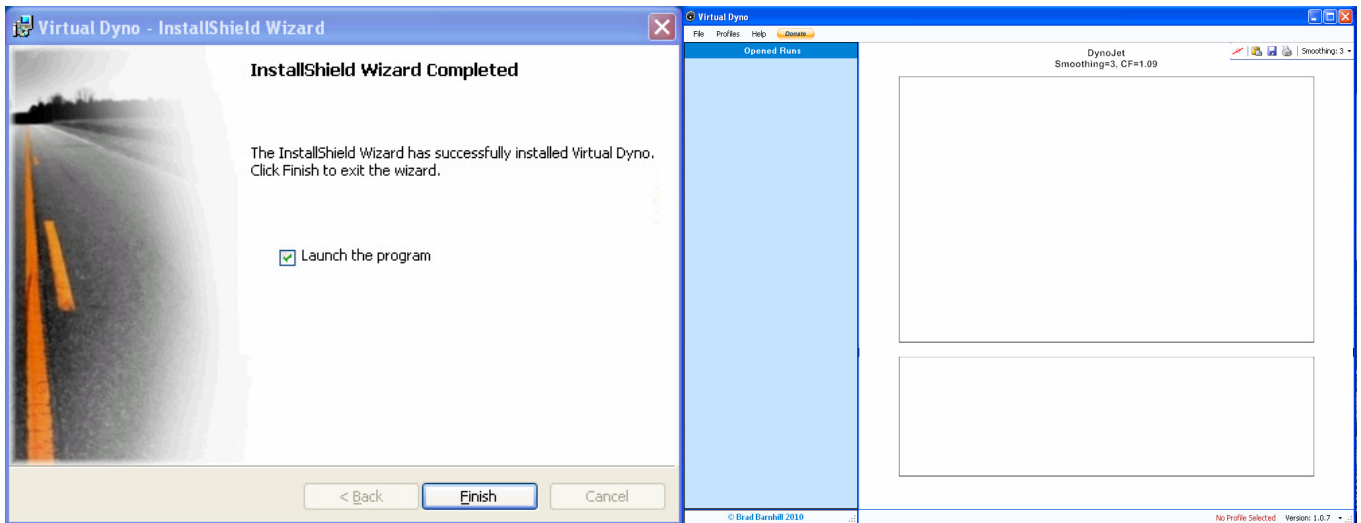 Virtual Dyno - InstallShield Wizard
InstallShield Wizard Completed
The InstallShield Wizard has successfully installed Virtual Dyno.
Click Finish to exit the wizard.
Launch the program
< Back
Finish
Cancel
Virtual Dyno
File Profiles Help Donate
Opened Runs
DynoJet
Smoothing=3, CF=1.09
Smoothing: 3
© Brad Barnhill 2010
No Profile Selected Version: 1.0.7